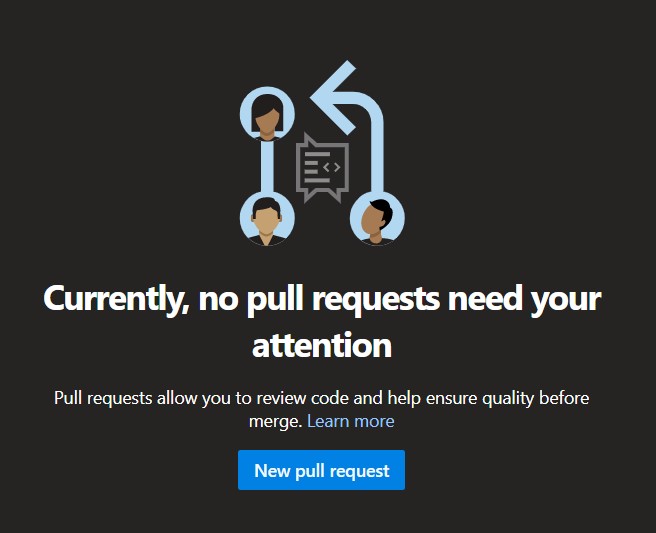 Currently, no pull requests need your
attention
Pull requests allow you to review code and help ensure quality before
merge. Learn more
New pull request